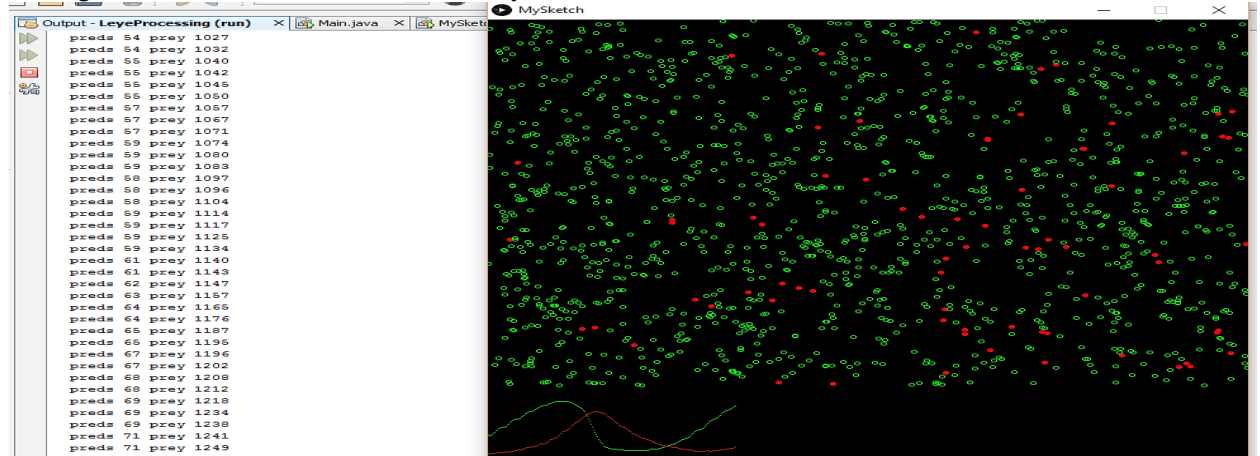 Output - LeyeProcessing (run)
Main.java
MySketc
MySketch
preds 54 prey 1027
preds 54 prey 1032
preds 55 prey 1040
preds 55 prey 1042
preds 55 prey 1045
preds 55 prey 1050
preds 57 prey 1057
preds 57 prey 1067
preds 57 prey 1071
preds 59 prey 1074
preds 59 prey 1080
preds 59 prey 1083
preds 58 prey 1097
preds 58 prey 1096
preds 58 prey 1104
preds 59 prey 1114
preds 59 prey 1117
preds 59 prey 1125
preds 59 prey 1134
preds 61 prey 1140
preds 61 prey 1143
preds 62 prey 1147
preds 63 prey 1157
preds 64 prey 1165
preds 64 prey 1176
preds 65 prey 1187
preds 65 prey 1195
preds 67 prey 1196
preds 67 prey 1202
preds 68 prey 1208
preds 68 prey 1212
preds 69 prey 1218
preds 69 prey 1234
preds 69 prey 1238
preds 71 prey 1241
preds 71 prey 1249